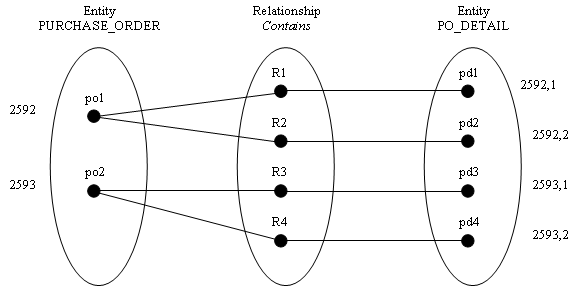 Entity
PURCHASE_ORDER
Relationship
Contains
Entity
PO_DETAIL
R1
pd1
2592,1
po1
2592
R2
pd2
2592,2
po2
R3
pd3
2593
2593,1
R4
pd4
2593,2